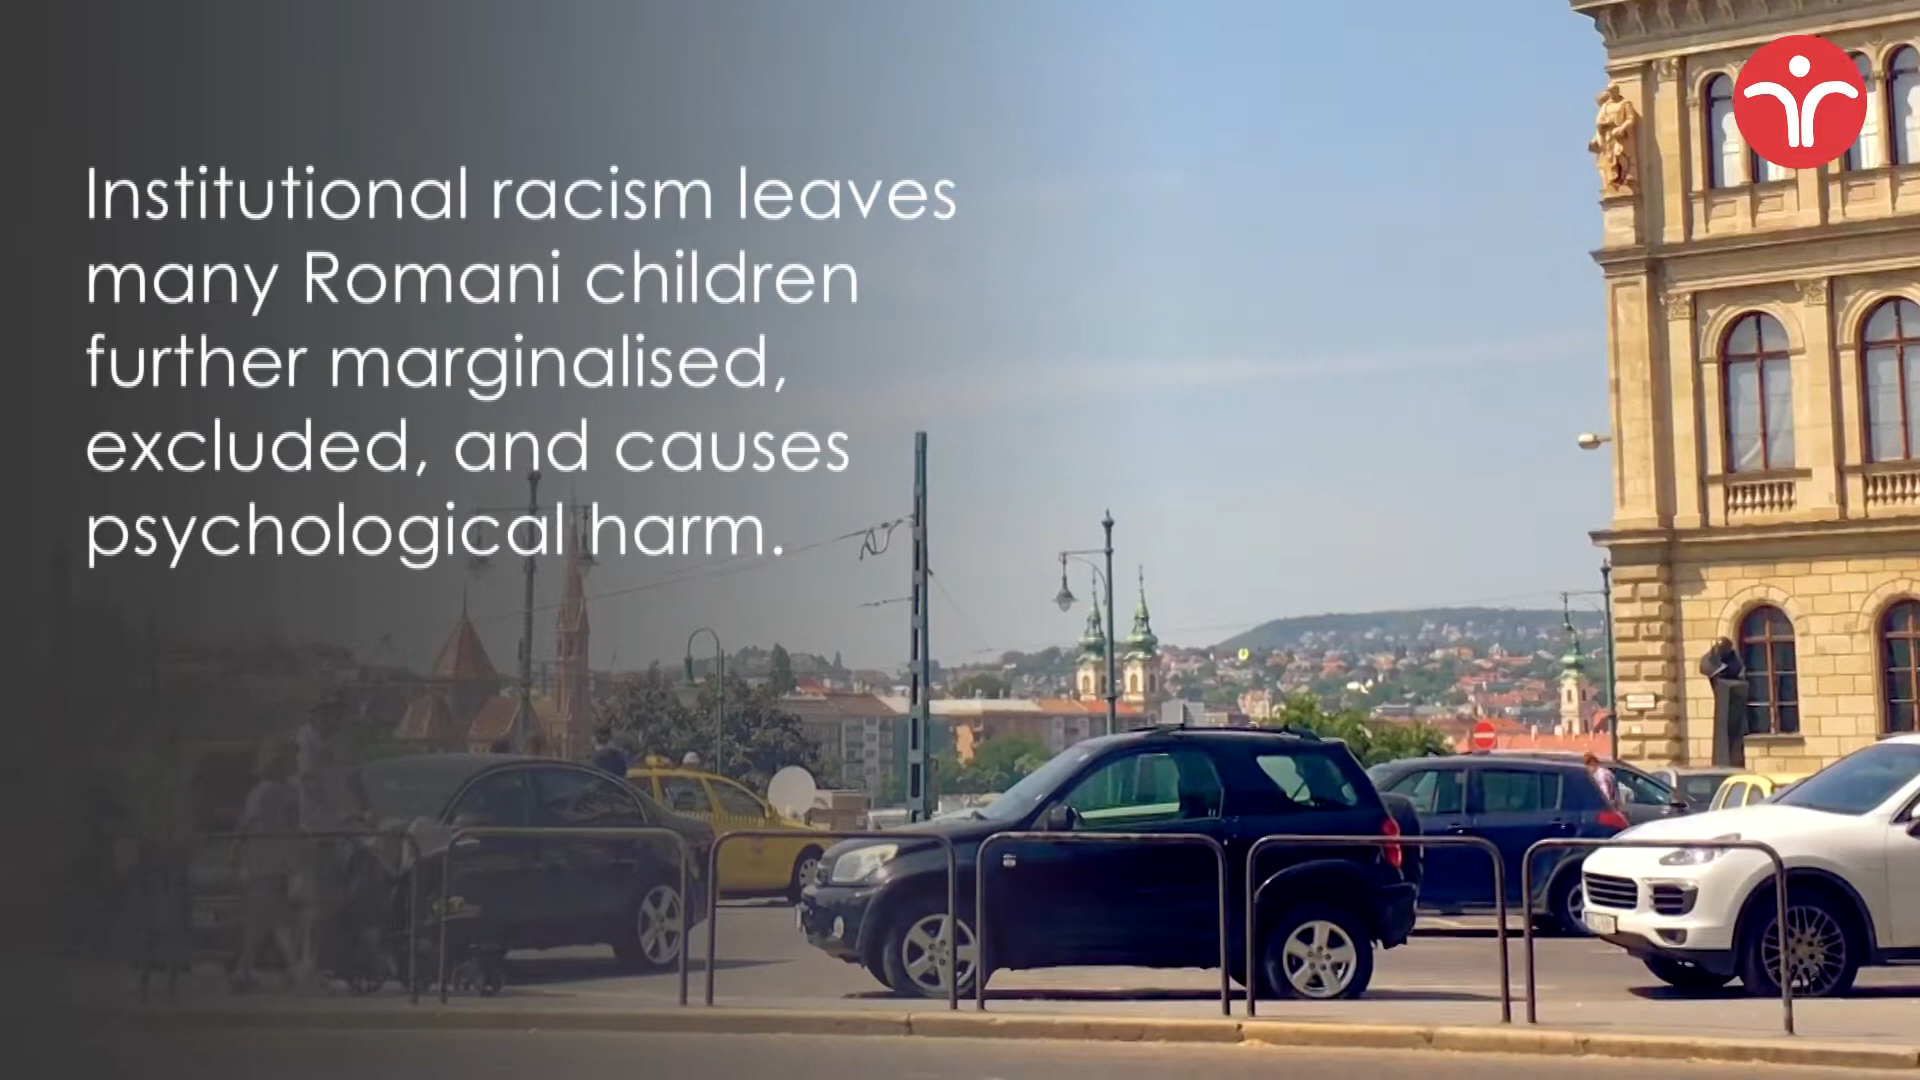 Institutional racism leaves
many Romani children
further marginalised,
excluded, and causes
psychological harm.